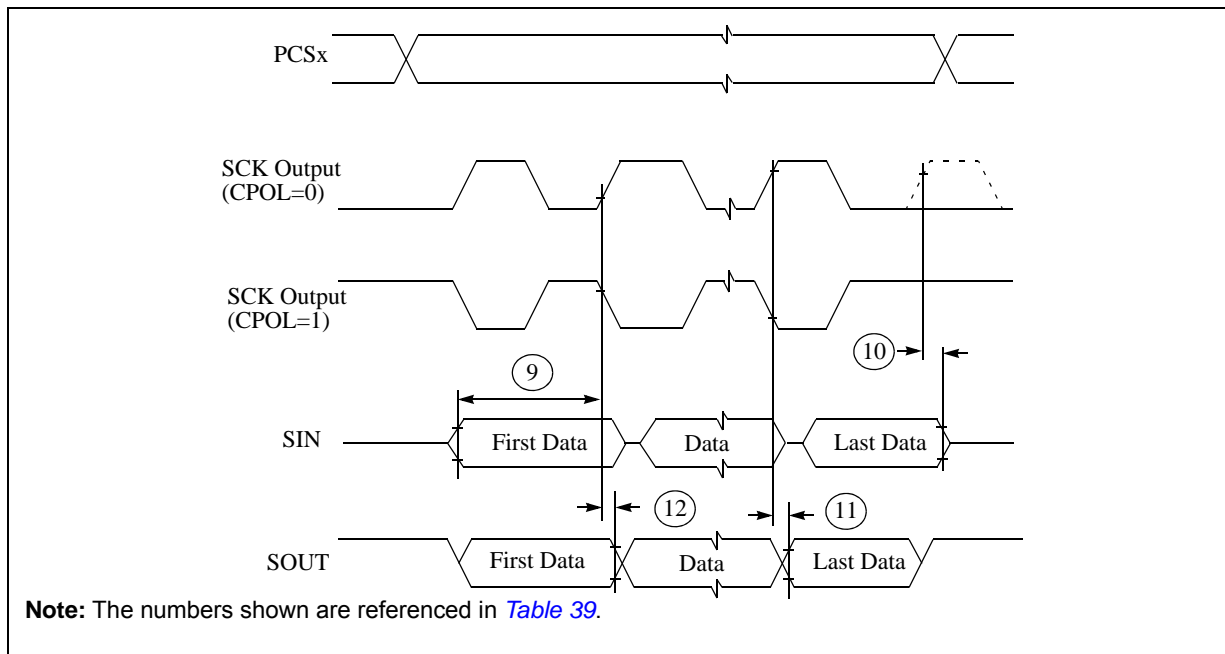 PCSx
SCK Output
(CPOL=0)
SCK Output
(CPOL=1)
10
9
SIN
First Data
Data
Last Data
12
11
SOUT
First Data
Data
Last Data
Note: The numbers shown are referenced in Table 39.